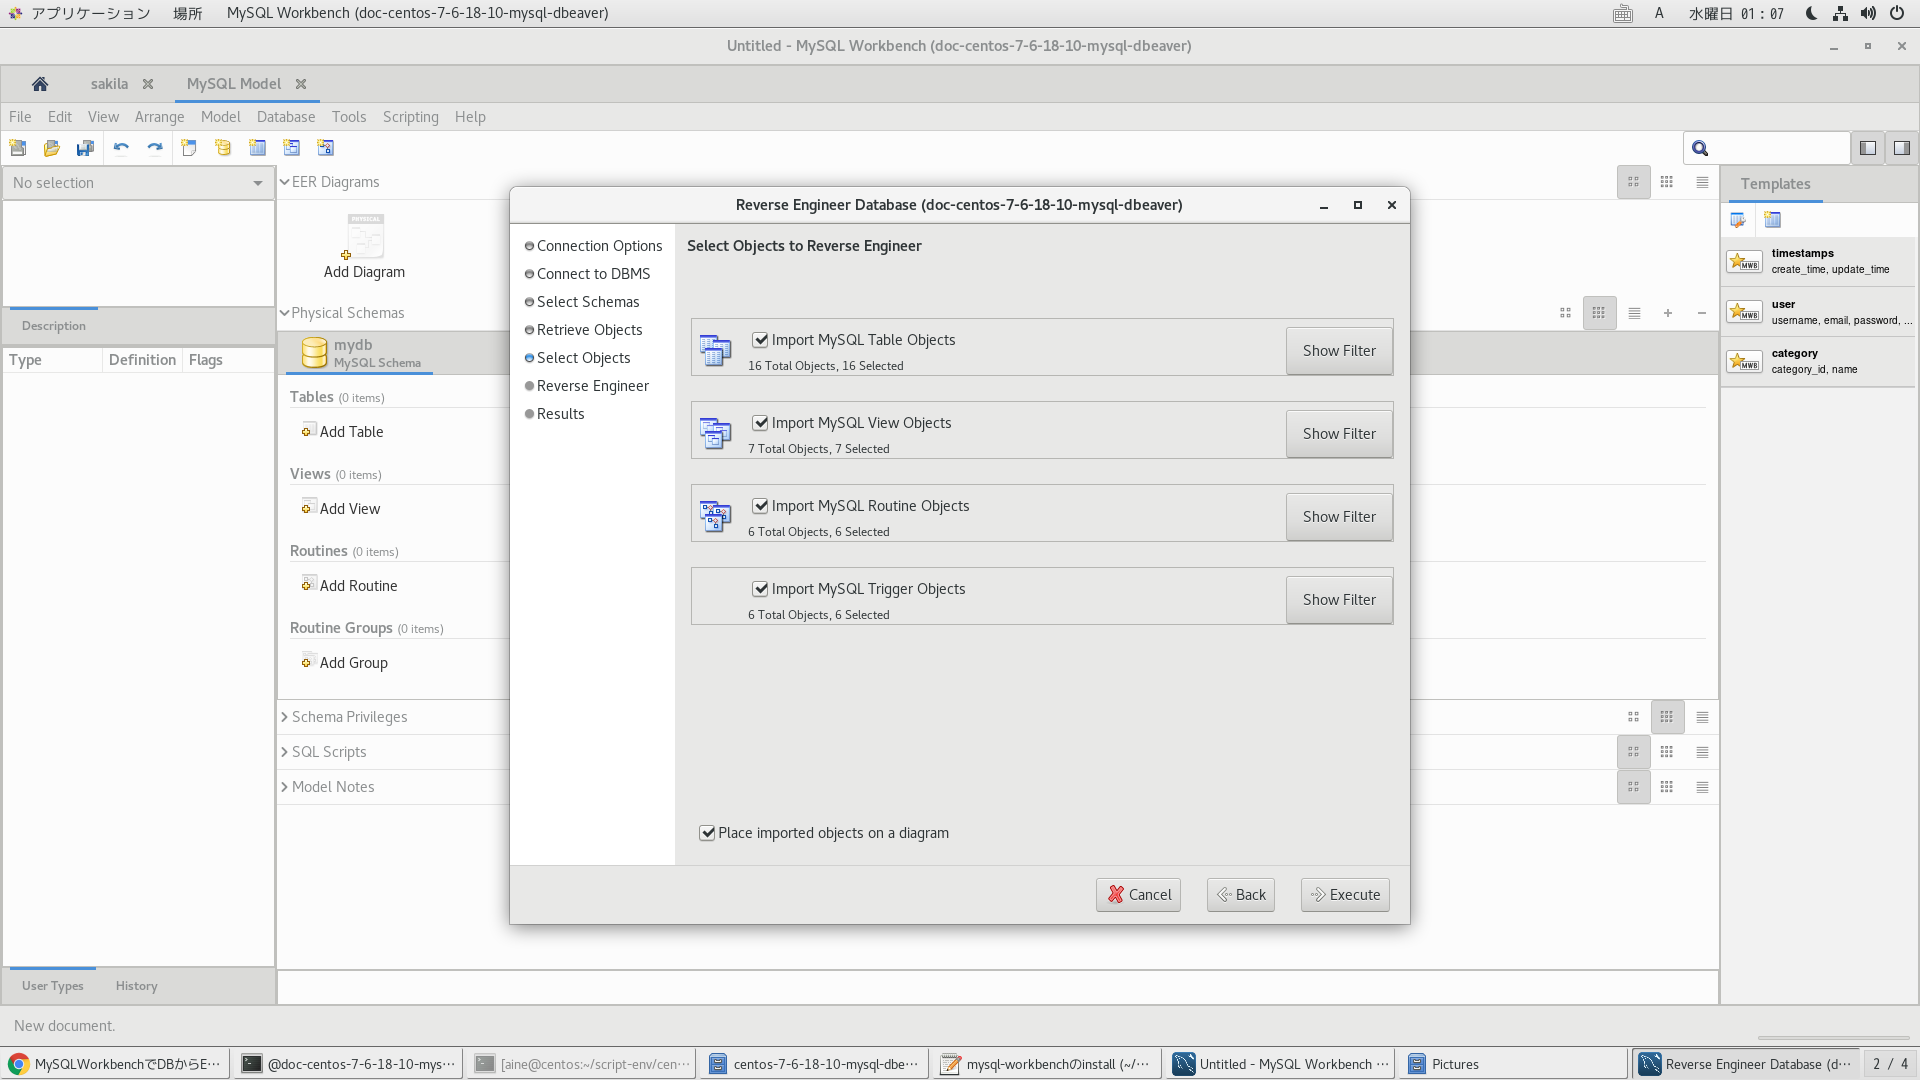 アプリケーション 場所 MySQL Workbench (doc-centos-7-6-18-10-mysql-dbeaver) A 水曜日 01：07
Untitled - MySQL Workbench (doc-centos-7-6-18-10-mysql-dbeaver)
sakila MySQL Model
File Edit View Arrange Model Database Tools Scripting Help
No selection
EER Diagrams
PHYSICAL
Add Diagram
Physical Schemas
Description
mydb
MySQL Schema
Type Definition Flags
Tables (0 items)
Add Table
Views (0 items)
Add View
Routines (0 items)
Add Routine
Routine Groups (0 items)
Add Group
Schema Privileges
SQL Scripts
Model Notes
User Types History
New document.
Reverse Engineer Database (doc-centos-7-6-18-10-mysql-dbeaver)
Connection Options
Connect to DBMS
Select Schemas
Retrieve Objects
Select Objects
Reverse Engineer
Results
Select Objects to Reverse Engineer
Import MySQL Table Objects
16 Total Objects, 16 Selected
Show Filter
Import MySQL View Objects
7 Total Objects, 7 Selected
Show Filter
Import MySQL Routine Objects
6 Total Objects, 6 Selected
Show Filter
Import MySQL Trigger Objects
6 Total Objects, 6 Selected
Show Filter
Place imported objects on a diagram
Cancel Back Execute
Templates
MWB
timestamps
create_time, update_time
MWB
user
username, email, password, ...
MWB
category
category_id, name
MySQLWorkbenchでDBからE… @doc-centos-7-6-18-10-mys… [aine@centos:~/script-env/cen… centos-7-6-18-10-mysql-dbe… mysql-workbenchのinstall (~/… Untitled - MySQL Workbench … Pictures Reverse Engineer Database (d… 2 / 4